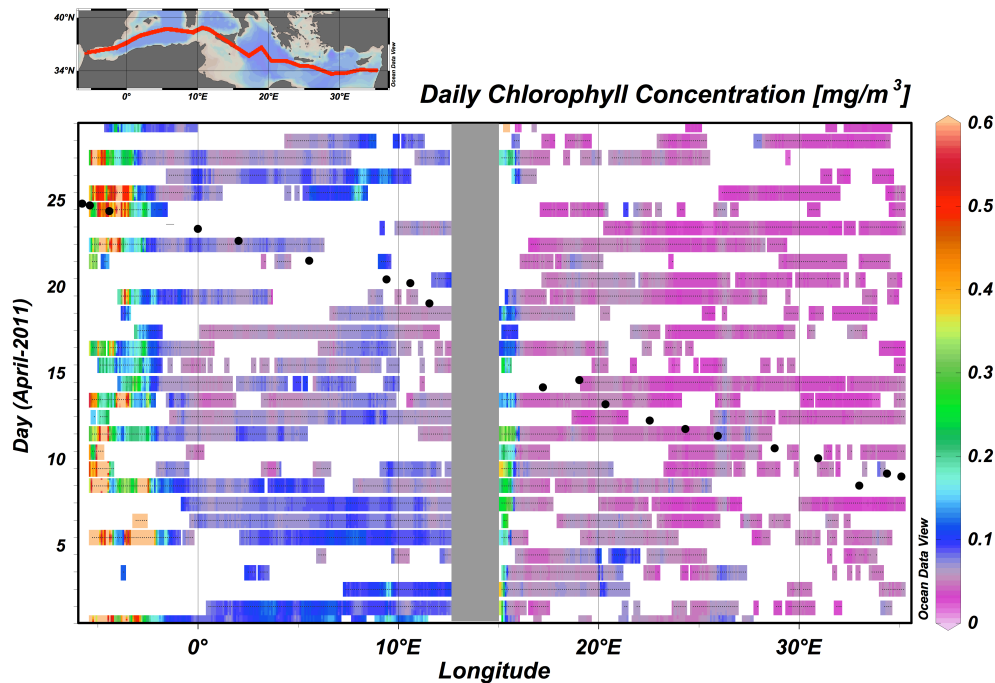 40°N
34°N
0°
10°E
20°E
30°E
Ocean Data View
Daily Chlorophyll Concentration [mg/m³]
Day (April-2011)
25
20
15
10
5
0°
10°E
20°E
30°E
Longitude
Ocean Data View
0.6
0.5
0.4
0.3
0.2
0.1
0